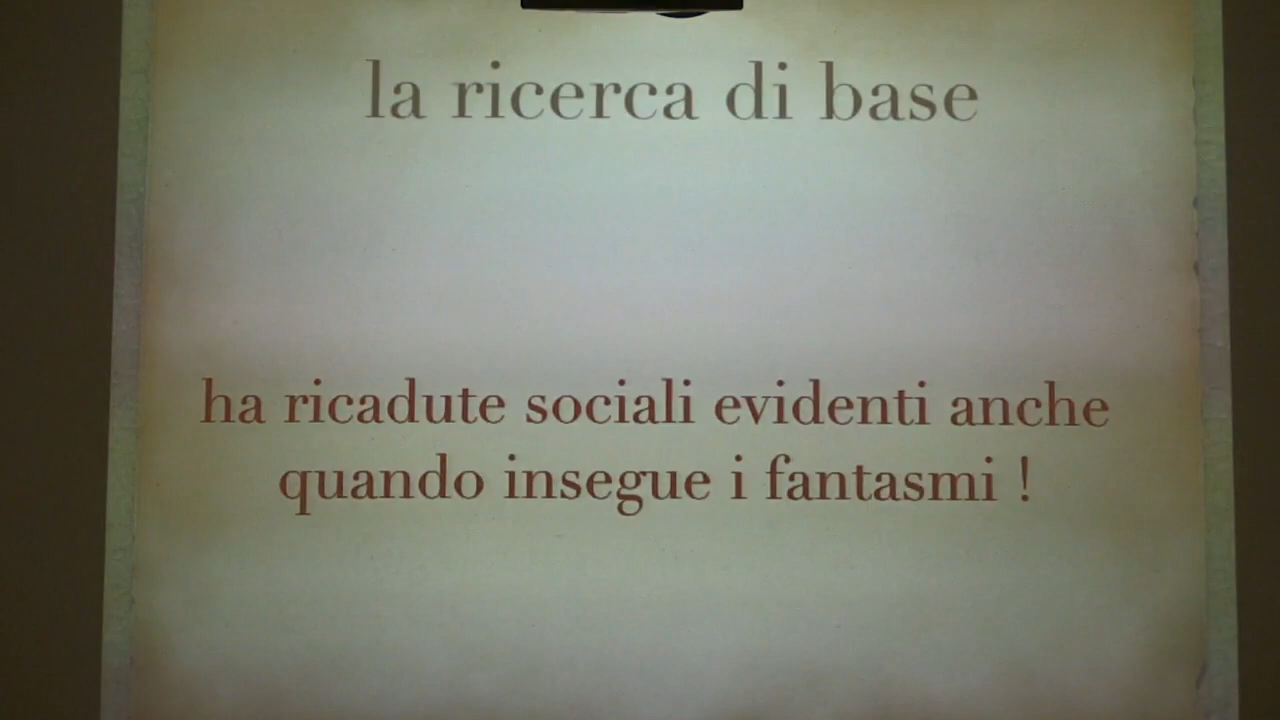 la ricerca di base
ha ricadute sociali evidenti anche
quando insegue i fantasmi !